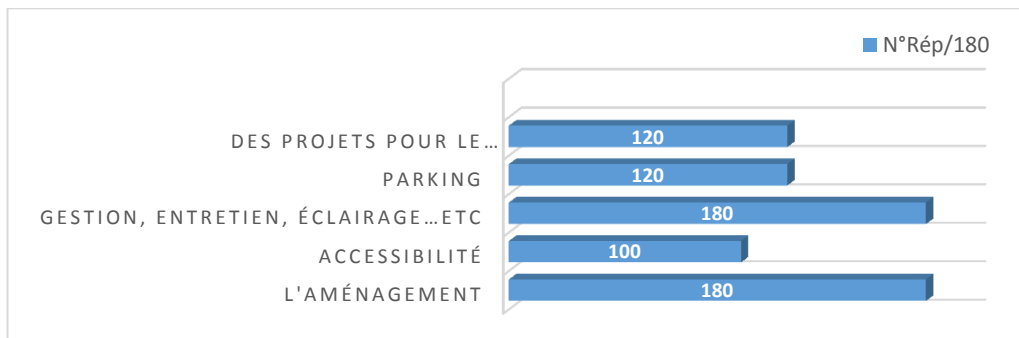 N°Rép/180
DES PROJETS POUR LE…
120
PARKING
120
GESTION, ENTRETIEN, ÉCLAIRAGE…ETC
180
ACCESSIBILITÉ
100
L'AMÉNAGEMENT
180